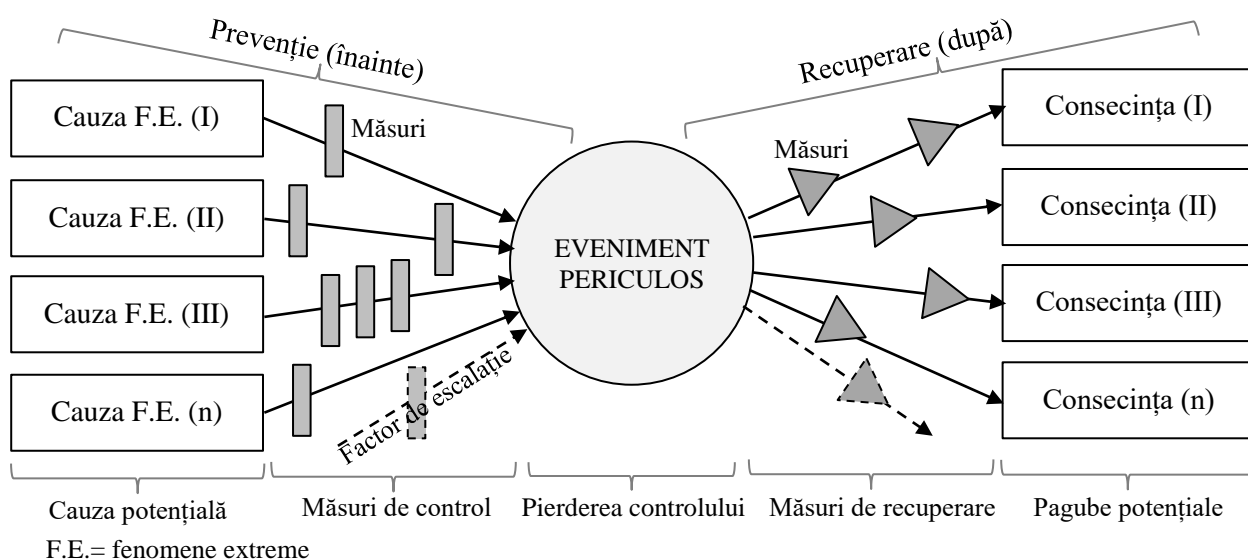 Prevenție (înainte)
Recuperare (după)
Cauza F.E. (I)
Măsuri
Cauza F.E. (II)
Cauza F.E. (III)
Cauza F.E. (n)
Factor de escalație
EVENIMENT
PERICULOS
Măsuri
Consecința (I)
Consecința (II)
Consecința (III)
Consecința (n)
Cauza potențială
Măsuri de control
Pierderea controlului
Măsuri de recuperare
Pagube potențiale
F.E.= fenomene extreme